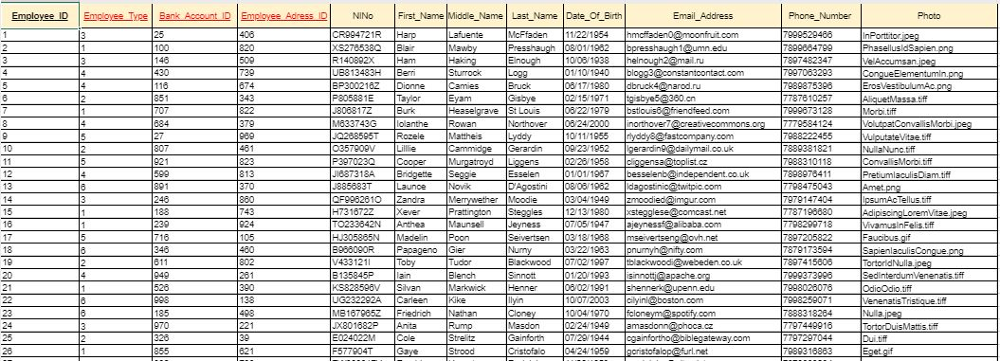 Employee_ID Employee_Type Bank_Account_ID Employee_Adress_ID NINo First_Name Middle_Name Last_Name Date_Of_Birth Email_Address Phone_Number Photo
1 3 25 406 CR994721R Harp Lafuente McFfaden 11/22/1954 hmcffaden0@moonfruit.com 7999529466 InPorttitor.jpeg
2 1 100 820 XS276538Q Blair Mawby Presshaugh 08/01/1962 bpresshaugh1@umn.edu 7899664799 PhasellusIdSapien.png
3 3 146 509 R140892X Ham Haking Elnough 10/06/1938 helnough2@mail.ru 7897482347 VelAccumsan.jpeg
4 4 430 739 UB813483H Berri Sturrock Logg 01/10/1940 blogg3@constantcontact.com 7997063293 CongueElementumIn.png
5 4 116 674 BP300216Z Dionne Camies Bruck 06/17/1980 dbruck4@narod.ru 7989875396 ErosVestibulumAc.png
6 2 851 343 P805881E Taylor Eyam Gisbye 02/15/1971 tgisbye5@360.cn 7787610257 AliquetMassa.tiff
7 1 707 822 J806817Z Burk Heaselgrave St Louis 06/22/1979 bstlouis6@friendfeed.com 7999673128 Morbi.tiff
8 4 684 379 M633743G Iolanthe Rowan Northover 06/24/2000 inorthover7@creativecommons.org 7779584124 VolutpatConvallisMorbi.jpeg
9 5 27 969 JQ268595T Rozele Mattheis Lyddy 10/11/1955 rlyddy8@fastcompany.com 7988222455 VulputateVitae.tiff
10 2 807 461 O357909V Lilllie Cammidge Gerardin 09/23/1952 lgerardin9@dailymail.co.uk 7889381821 NullaNunc.tiff
11 5 921 823 P397023Q Cooper Murgatroyd Liggens 02/26/1958 cliggensa@toplist.cz 7988310118 ConvallisMorbi.tiff
12 4 599 813 JI687318A Bridgette Seggie Esselen 01/01/1967 besselenb@independent.co.uk 7898976411 PretiumIaculisDiam.tiff
13 6 891 370 J885683T Launce Novik D'Agostini 08/06/1962 ldagostinic@twitpic.com 7798475043 Amet.png
14 3 246 860 QF996261O Zandra Merrywether Moodie 03/04/1949 zmoodied@imgur.com 7979147404 IpsumAcTellus.tiff
15 1 188 743 H731672Z Xever Prattington Steggles 12/13/1980 xstegglese@comcast.net 7787196680 AdipiscingLoremVitae.jpeg
16 1 239 924 TO233642N Anthea Maunsell Jeyness 07/05/1947 ajeynessf@alibaba.com 7798299718 VivamusInFelis.tiff
17 5 716 105 HJ305865N Madelin Poon Seivertsen 03/18/1968 mseivertseng@ovh.net 7897205822 Faucibus.gif
18 6 346 460 B966090R Papageno Gier Nurny 03/22/1963 pnurnyh@nifty.com 7879173594 SapienIaculisCongue.png
19 2 611 802 V433121I Toby Tudor Blackwood 07/02/1997 tblackwoodi@webeden.co.uk 7897415606 TortorIdNulla.jpeg
20 4 949 261 B135845P Iain Blench Sinnott 01/20/1993 isinnottj@apache.org 7999373996 SedInterdumVenenatis.tiff
21 1 526 390 KS828596V Silvan Markwick Henner 06/02/1991 shennerk@upenn.edu 7998026076 OdioOdio.tiff
22 6 998 138 UG232292A Carleen Kike Ilyin 10/07/2003 cilyinl@boston.com 7998259071 VenenatisTristique.tiff
23 6 185 498 MB167965Z Friedrich Nathan Cloney 10/04/1970 fcloneym@spotify.com 7888318264 Nulla.jpeg
24 3 970 221 JX801682P Anita Rump Masdon 02/24/1949 amasdonn@phoca.cz 7797449916 TortorDuisMattis.tiff
25 2 326 39 E024022M Cole Strelitz Gainforth 07/29/1944 cgainfortho@biblegateway.com 7797297044 Dui.tiff
26 1 855 621 F577904T Gaye Strood Cristofalo 04/24/1959 gcristofalop@furl.net 7989316863 Eget.gif